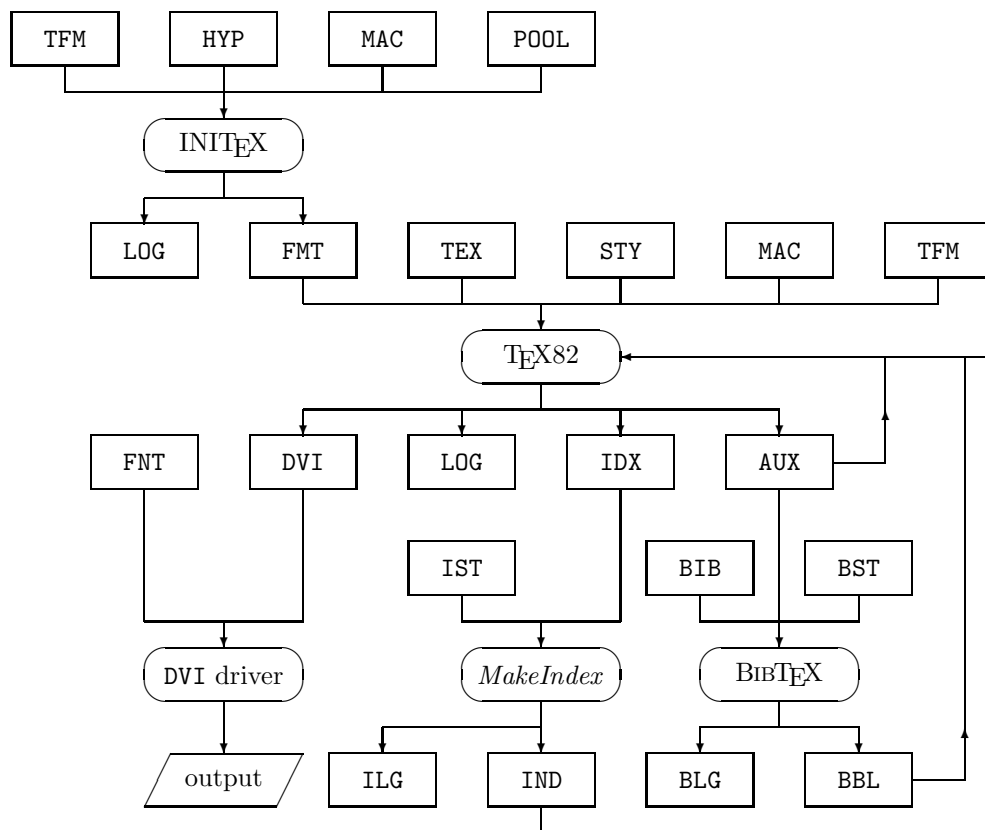 TFM HYP MAC POOL
INITEX
LOG FMT TEX STY MAC TFM
TEX82
FNT DVI LOG IDX AUX
IST BIB BST
DVI driver MakeIndex BIBTEX
output ILG IND BLG BBL